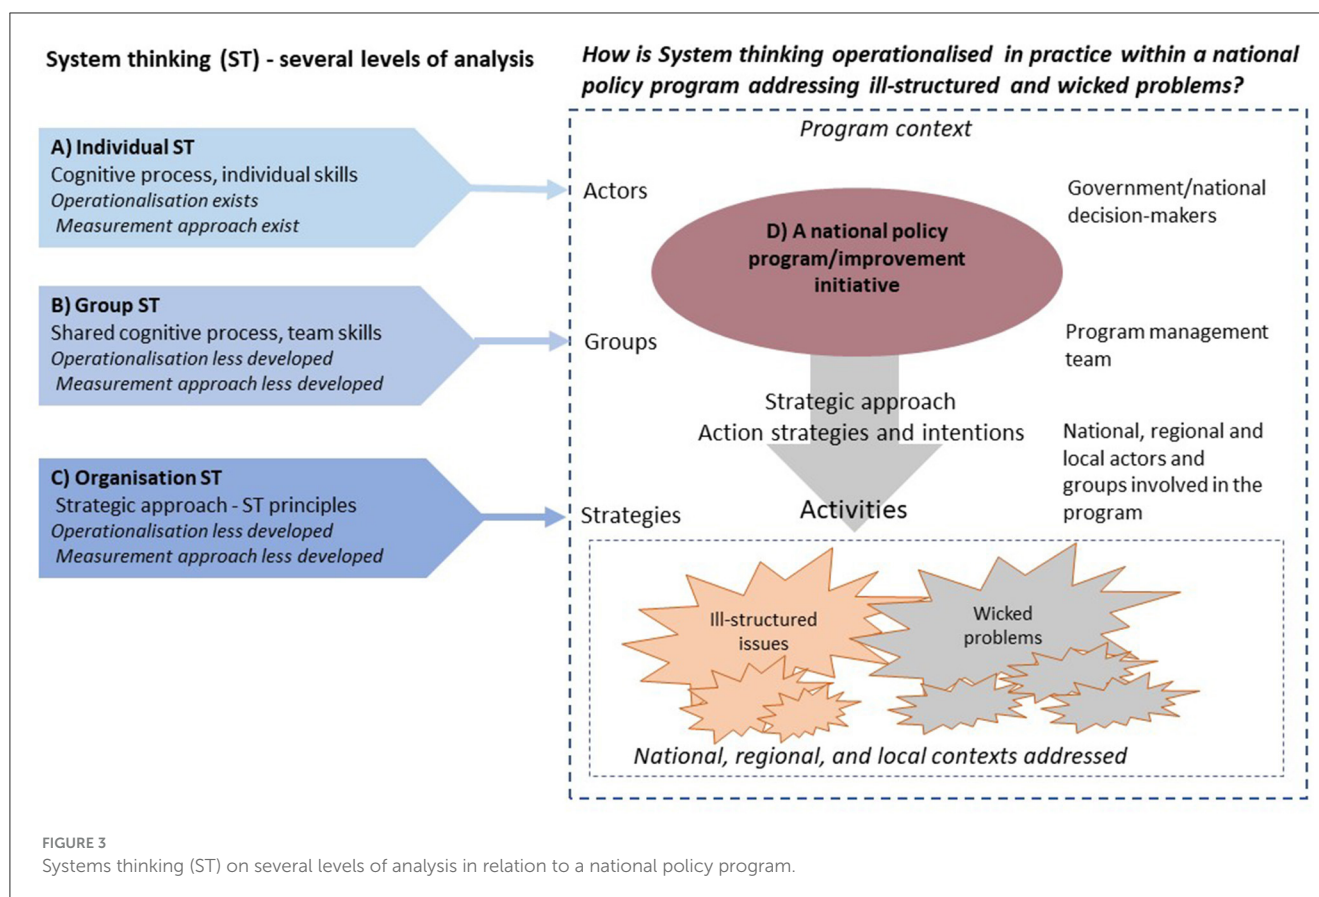 System thinking (ST) - several levels of analysis
How is System thinking operationalised in practice within a national
policy program addressing ill-structured and wicked problems?
A) Individual ST
Cognitive process, individual skills
Operationalisation exists
Measurement approach exist
B) Group ST
Shared cognitive process, team skills
Operationalisation less developed
Measurement approach less developed
C) Organisation ST
Strategic approach - ST principles
Operationalisation less developed
Measurement approach less developed
Program context
Actors
Groups
Strategies
D) A national policy
program/improvement
initiative
Strategic approach
Action strategies and intentions
Activities
Government/national
decision-makers
Program management
team
National, regional and
local actors and
groups involved in the
program
Ill-structured
issues
Wicked
problems
National, regional, and local contexts addressed
FIGURE 3
Systems thinking (ST) on several levels of analysis in relation to a national policy program.